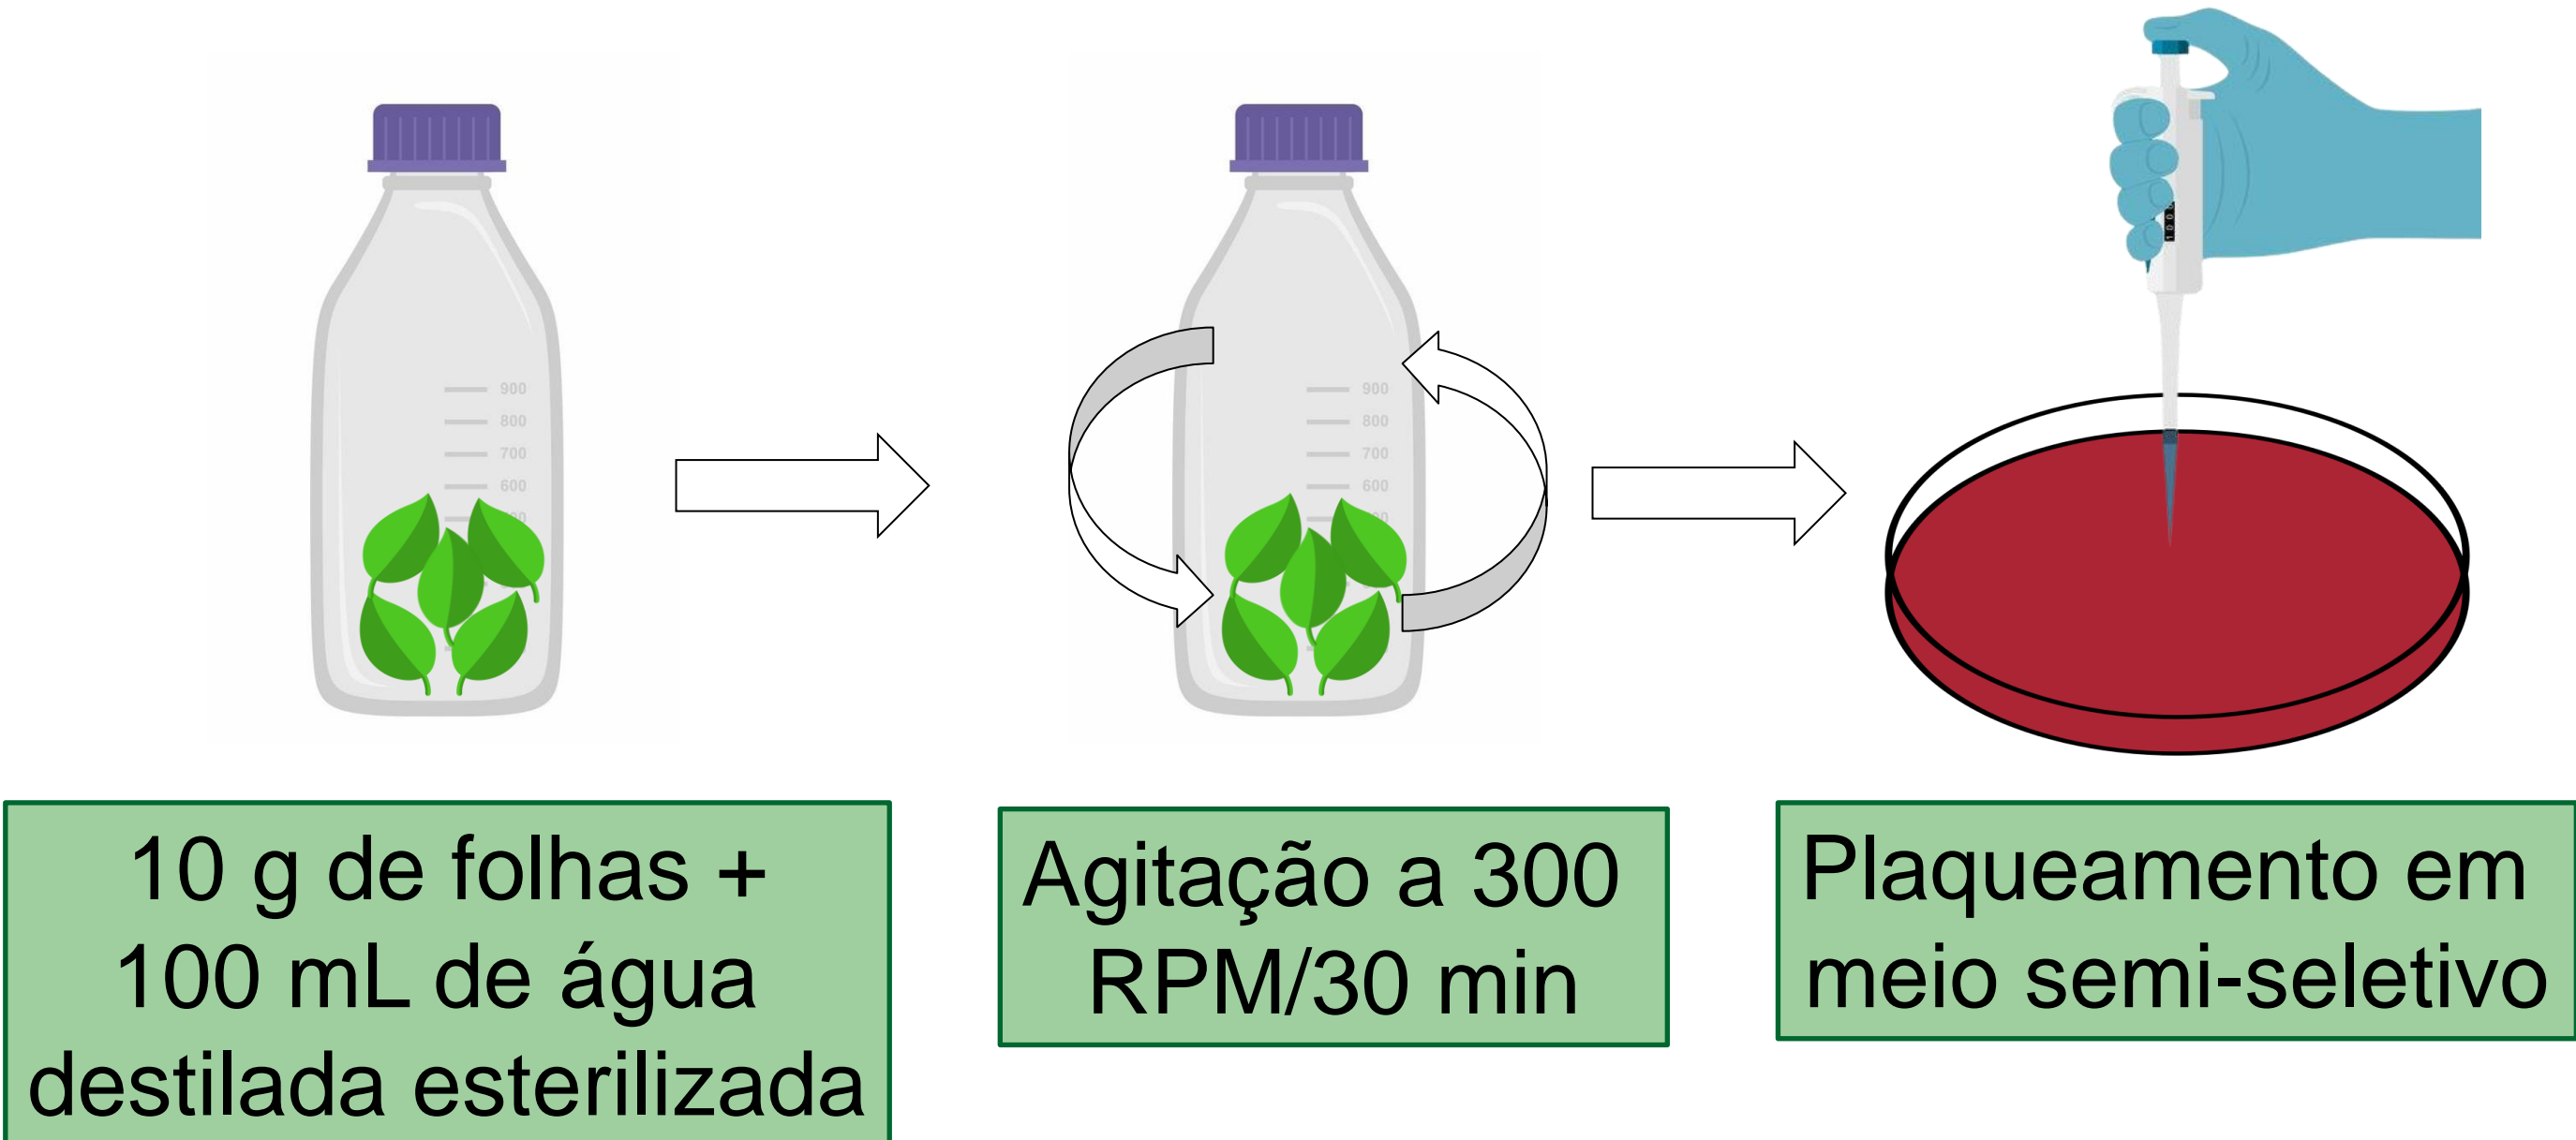 900
800
700
600
900
800
700
600
1000
10 g de folhas +
100 mL de água
destilada esterilizada
Agitação a 300
RPM/30 min
Plaqueamento em
meio semi-seletivo